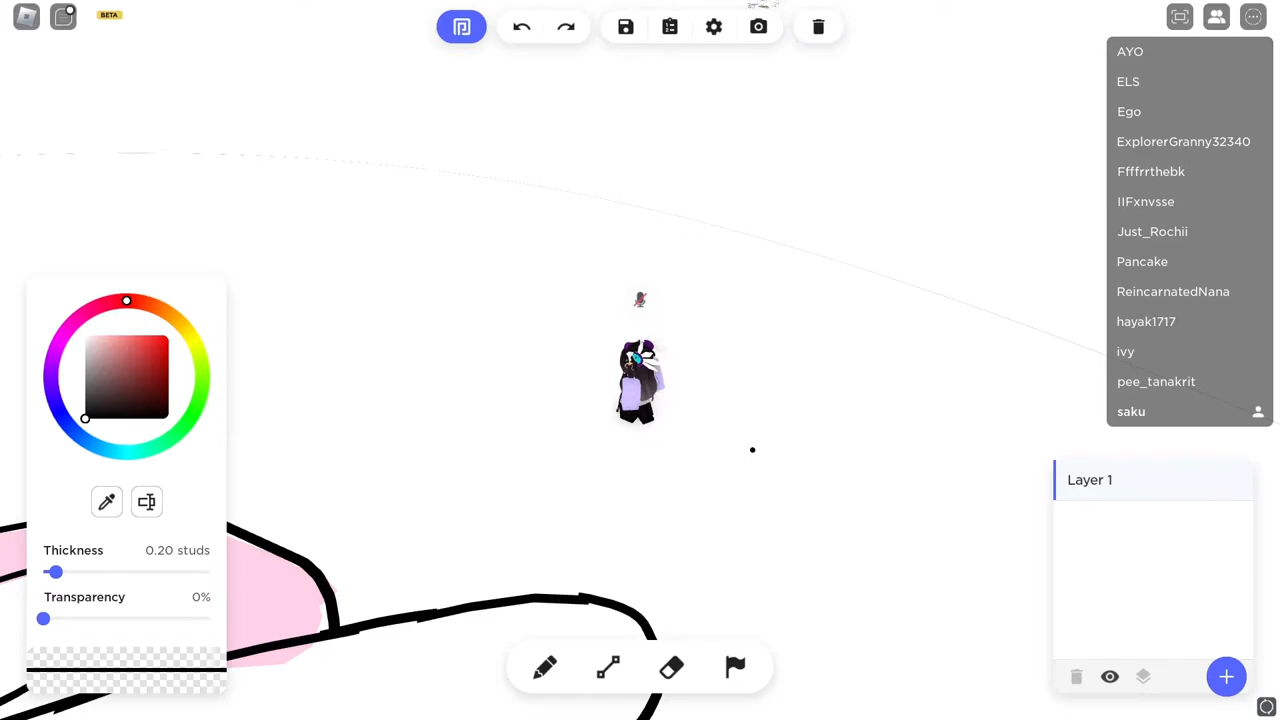 BETA
AYO
ELS
Ego
ExplorerGranny32340
Ffffrrthebk
IIFxnvsse
Just_Rochii
Pancake
ReincarnatedNana
hayak1717
ivy
pee_tanakrit
saku
Thickness 0.20 studs
Transparency 0%
Layer 1